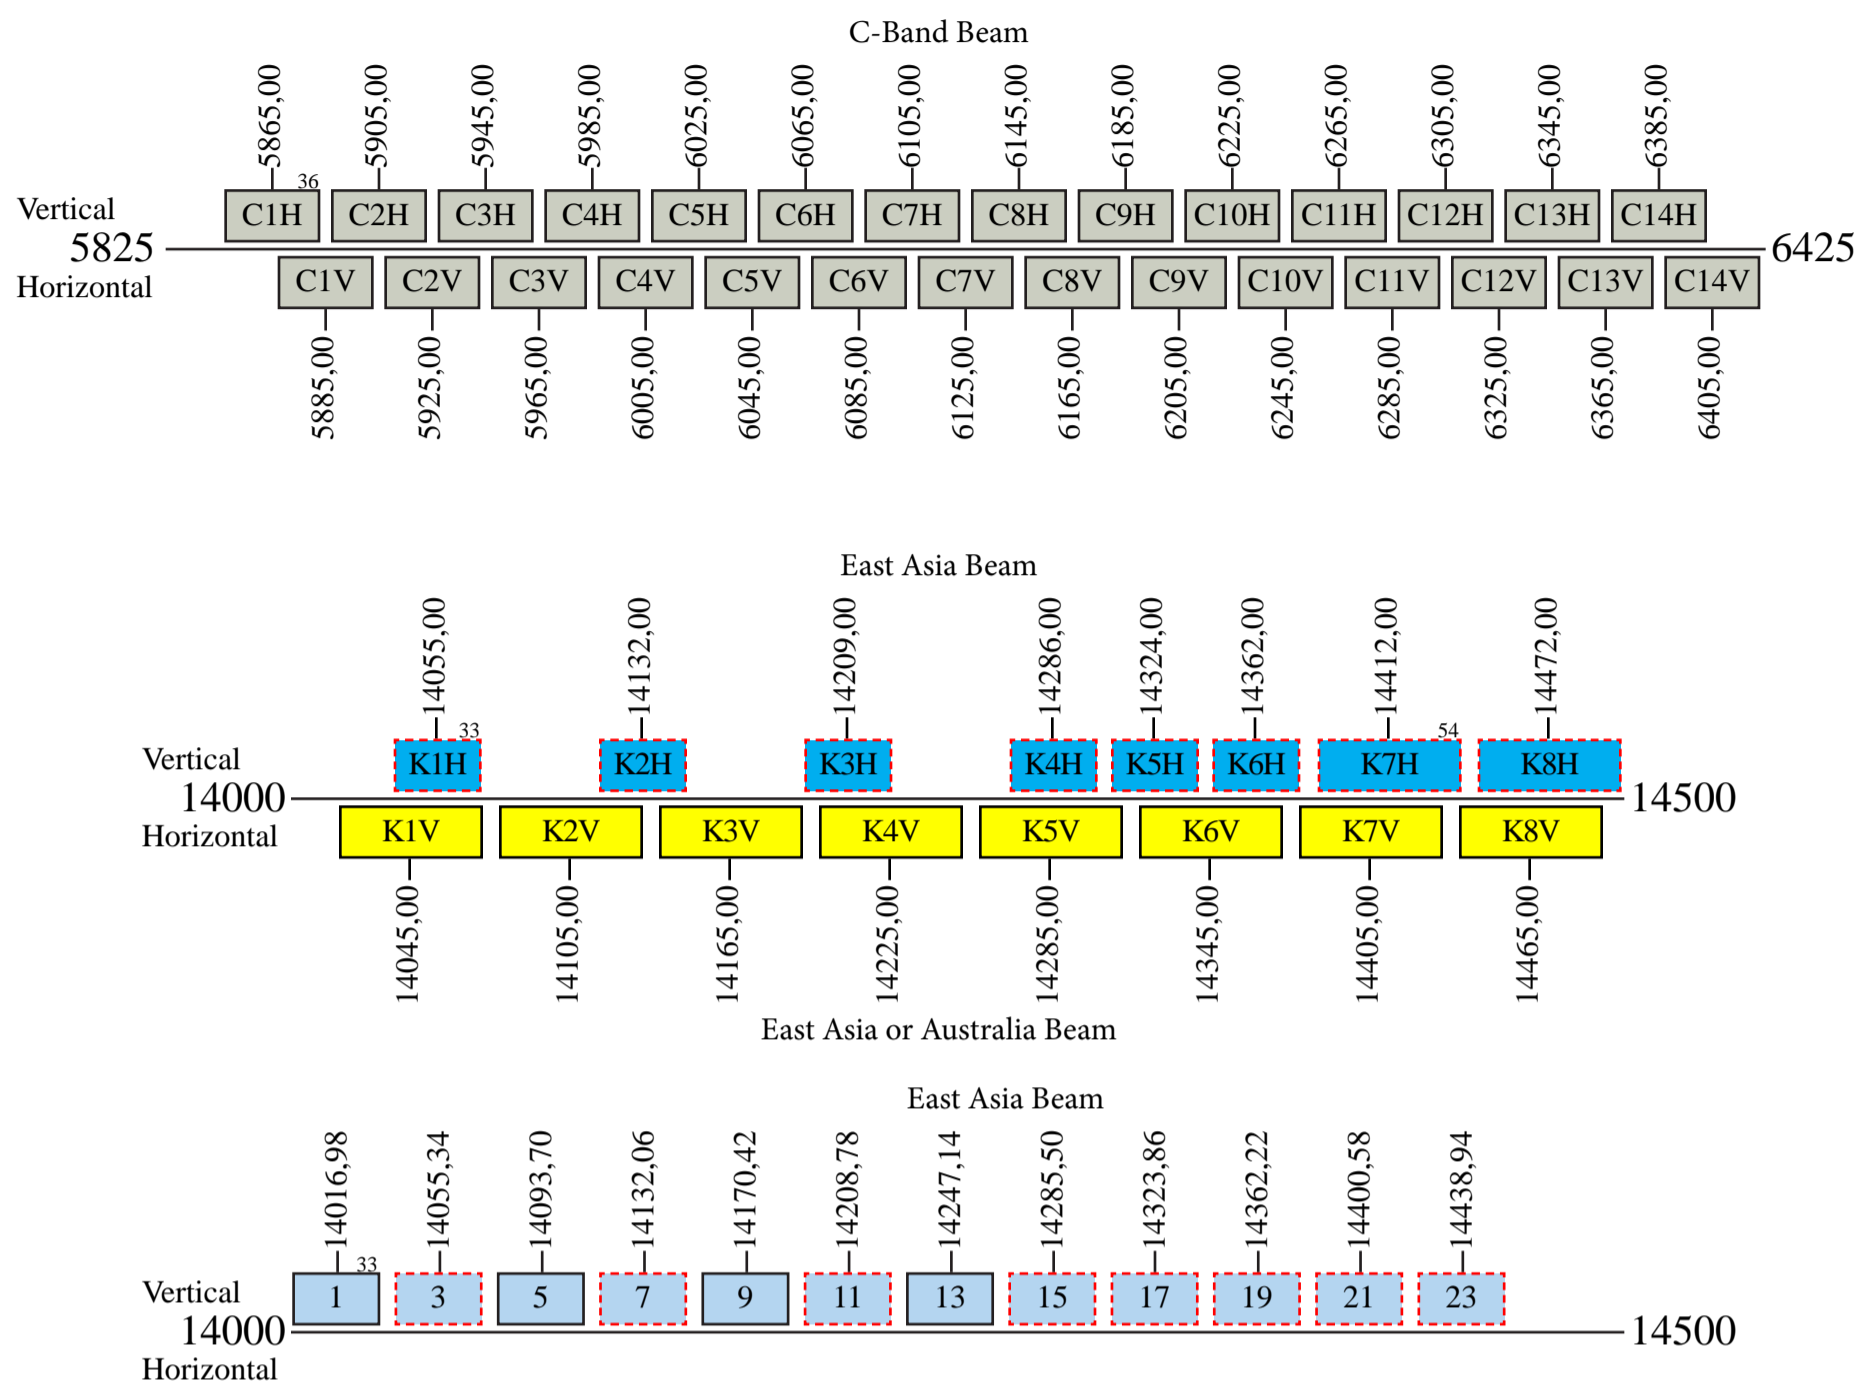 C-Band Beam
5865,00 5905,00 5945,00 5985,00 6025,00 6065,00 6105,00 6145,00 6185,00 6225,00 6265,00 6305,00 6345,00 6385,00
36
Vertical C1H C2H C3H C4H C5H C6H C7H C8H C9H C10H C11H C12H C13H C14H
5825 6425
Horizontal C1V C2V C3V C4V C5V C6V C7V C8V C9V C10V C11V C12V C13V C14V
5885,00 5925,00 5965,00 6005,00 6045,00 6085,00 6125,00 6165,00 6205,00 6245,00 6285,00 6325,00 6365,00 6405,00
East Asia Beam
14055,00 14132,00 14209,00 14286,00 14324,00 14362,00 14412,00 14472,00
33 54
Vertical K1H K2H K3H K4H K5H K6H K7H K8H
14000 14500
Horizontal K1V K2V K3V K4V K5V K6V K7V K8V
14045,00 14105,00 14165,00 14225,00 14285,00 14345,00 14405,00 14465,00
East Asia or Australia Beam
East Asia Beam
14016,98 14055,34 14093,70 14132,06 14170,42 14208,78 14247,14 14285,50 14323,86 14362,22 14400,58 14438,94
33
Vertical 1 3 5 7 9 11 13 15 17 19 21 23
14000 14500
Horizontal